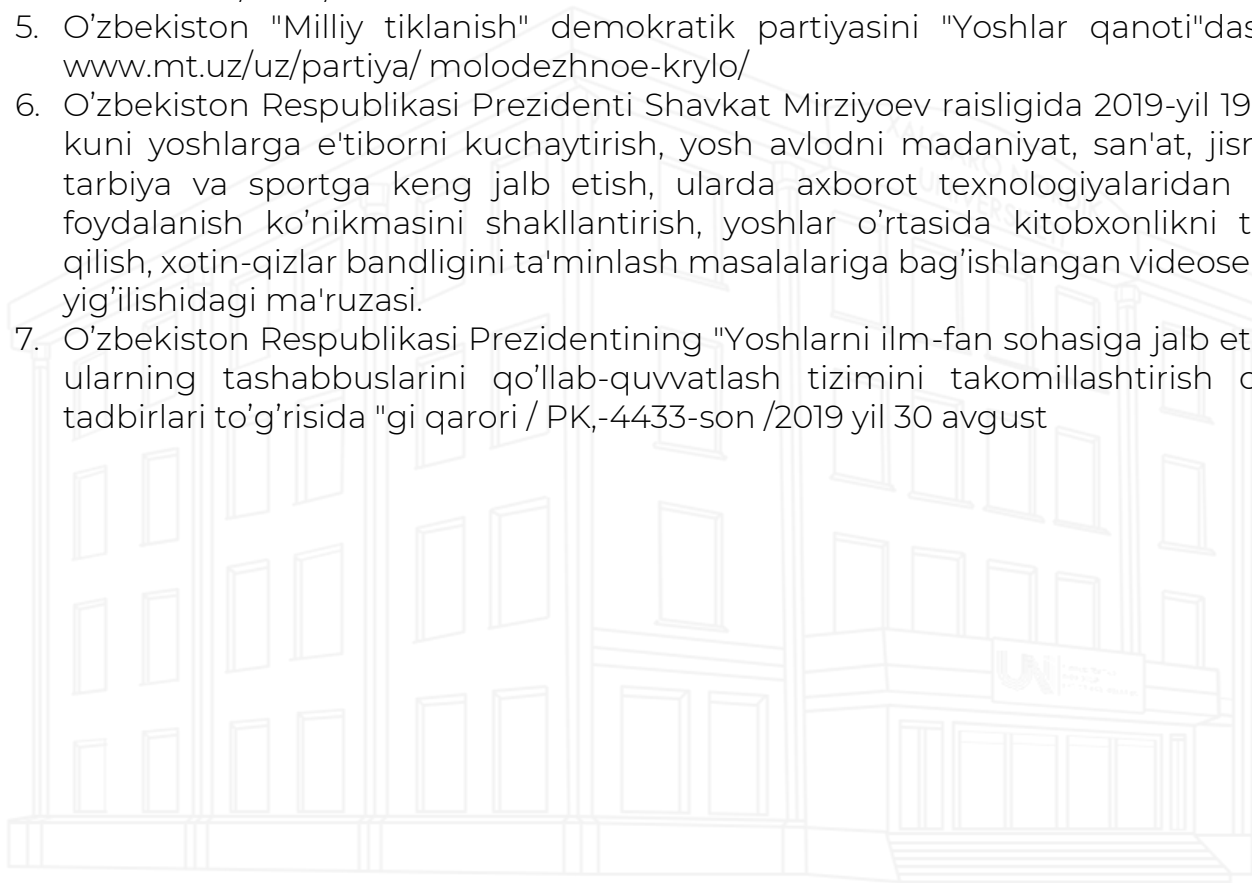 5. O’zbekiston "Milliy tiklanish" demokratik partiyasini "Yoshlar qanoti"das
www.mt.uz/uz/partiya/ molodezhnoe-krylo/
6. O’zbekiston Respublikasi Prezidenti Shavkat Mirziyoev raisligida 2019-yil 19
kuni yoshlarga e'tiborni kuchaytirish, yosh avlodni madaniyat, san'at, jisr
tarbiya va sportga keng jalb etish, ularda axborot texnologiyalaridan
foydalanish ko’nikmasini shakllantirish, yoshlar o’rtasida kitobxonlikni t
qilish, xotin-qizlar bandligini ta'minlash masalalariga bag’ishlangan videose
yig’ilishidagi ma'ruzasi.
7. O’zbekiston Respublikasi Prezidentining "Yoshlarni ilm-fan sohasiga jalb et
ularning tashabbuslarini qo’llab-quvvatlash tizimini takomillashtirish c
tadbirlari to’g’risida "gi qarori / PK,-4433-son /2019 yil 30 avgust